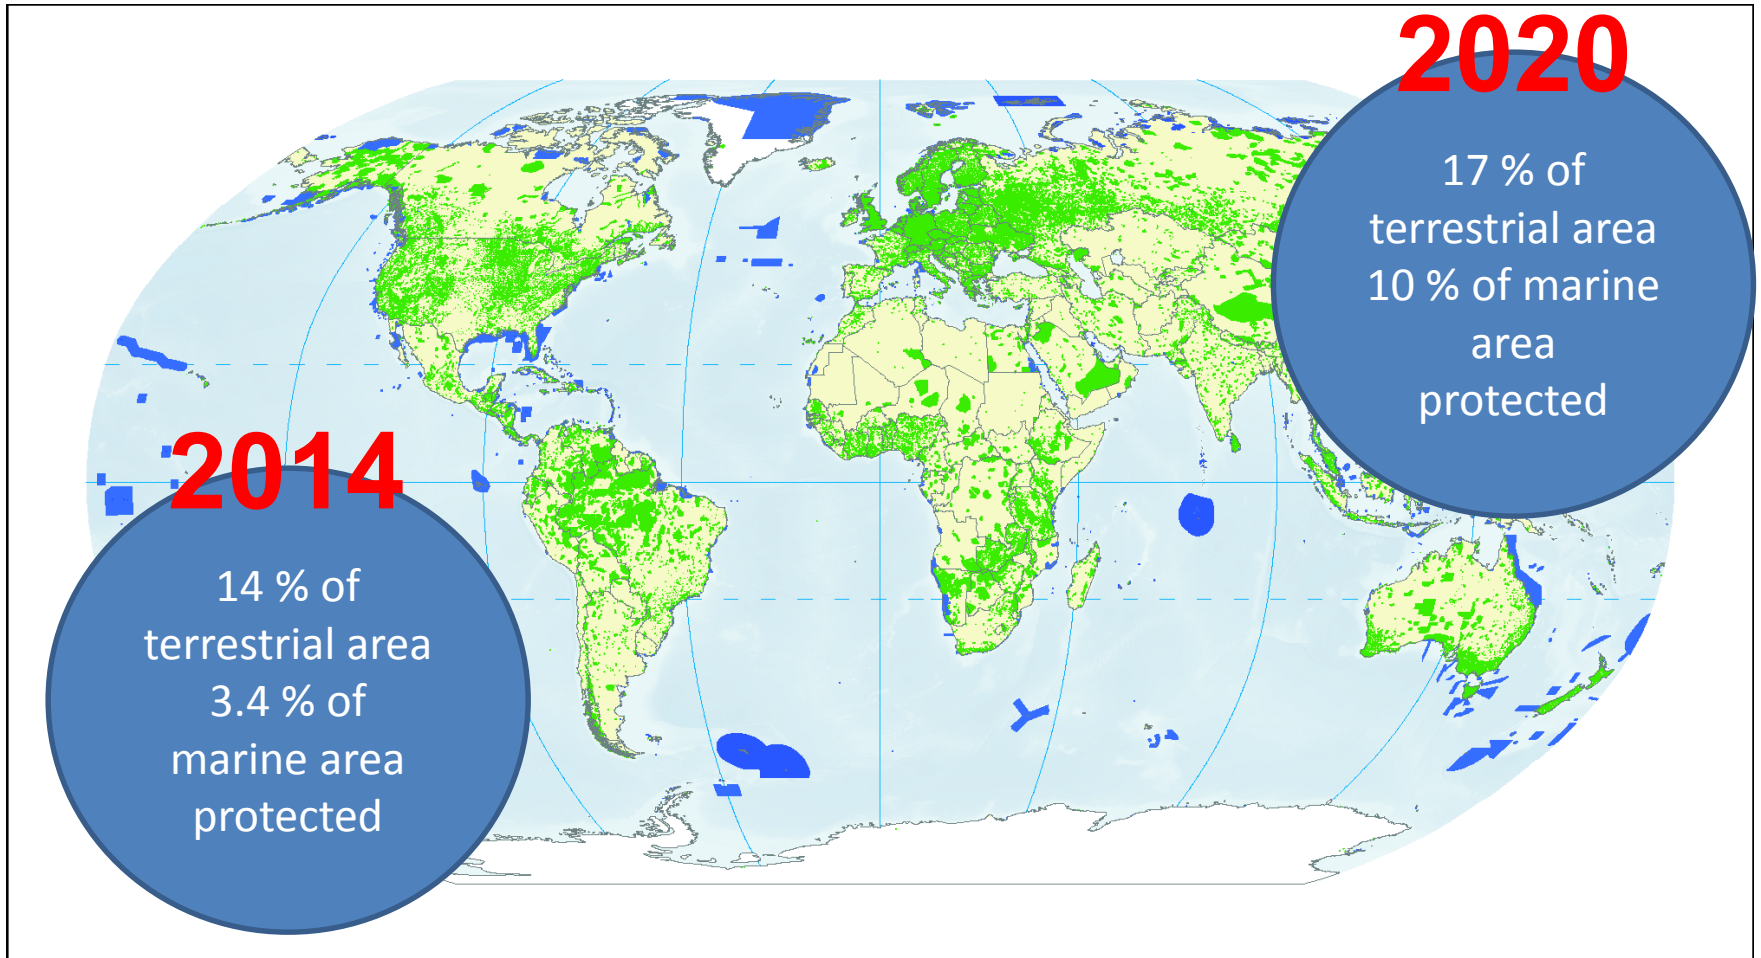 2020
17 % of
terrestrial area
10 % of marine
area
protected
2014
14 % of
terrestrial area
3.4 % of
marine area
protected